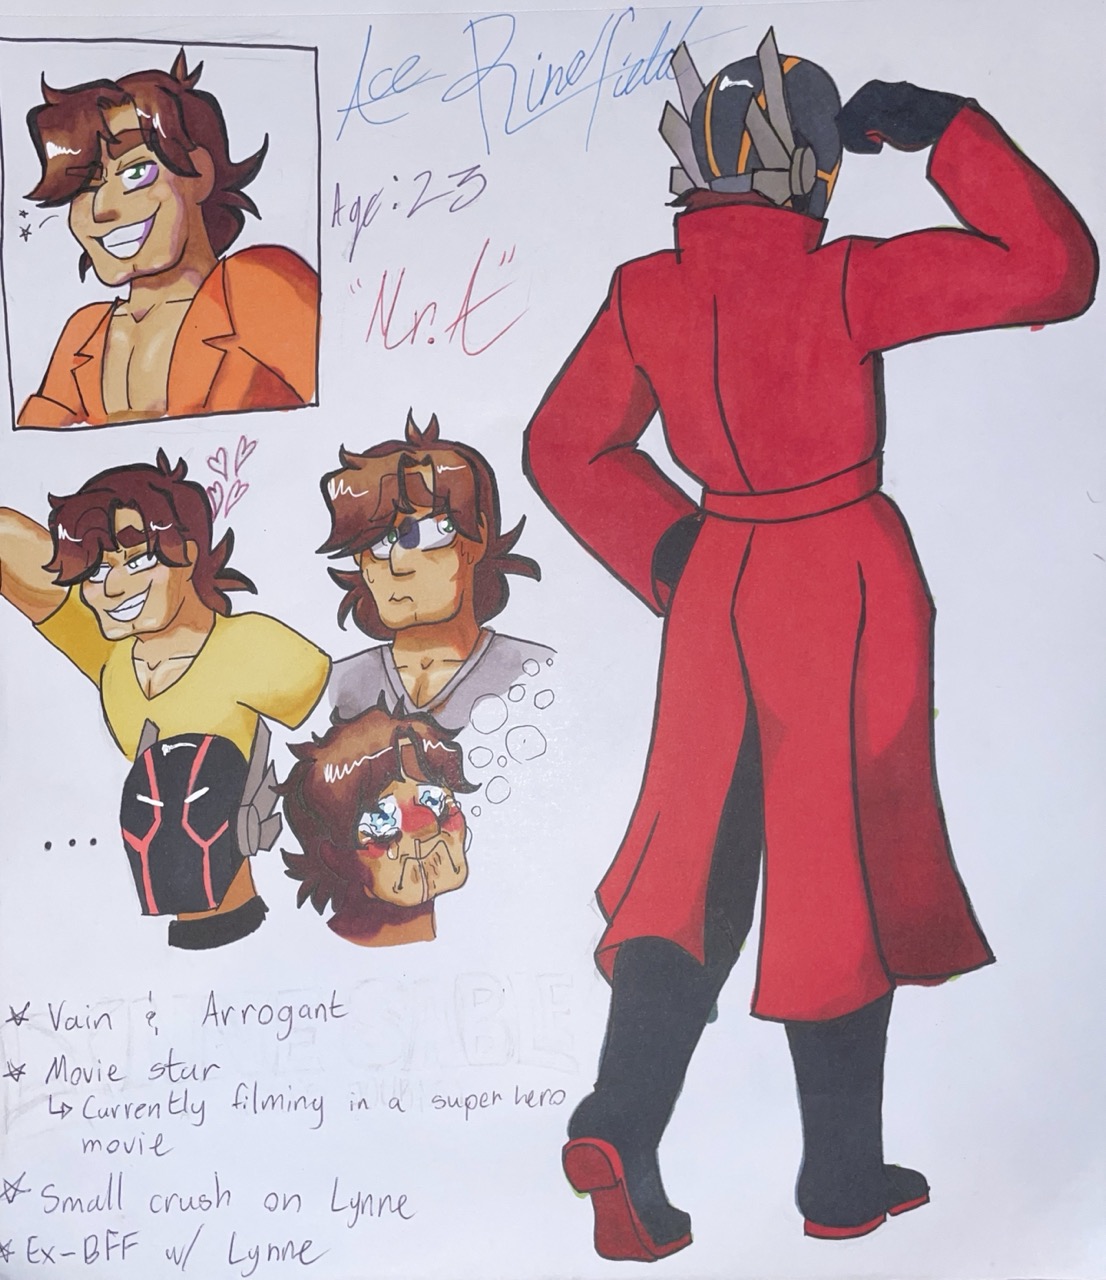 Ace Rinefield
Age: 23
"Mr. A"
...
Vain & Arrogant
Movie star
↳ Currently filming in a super hero
movie
Small crush on Lynne
Ex-BFF w/ Lynne